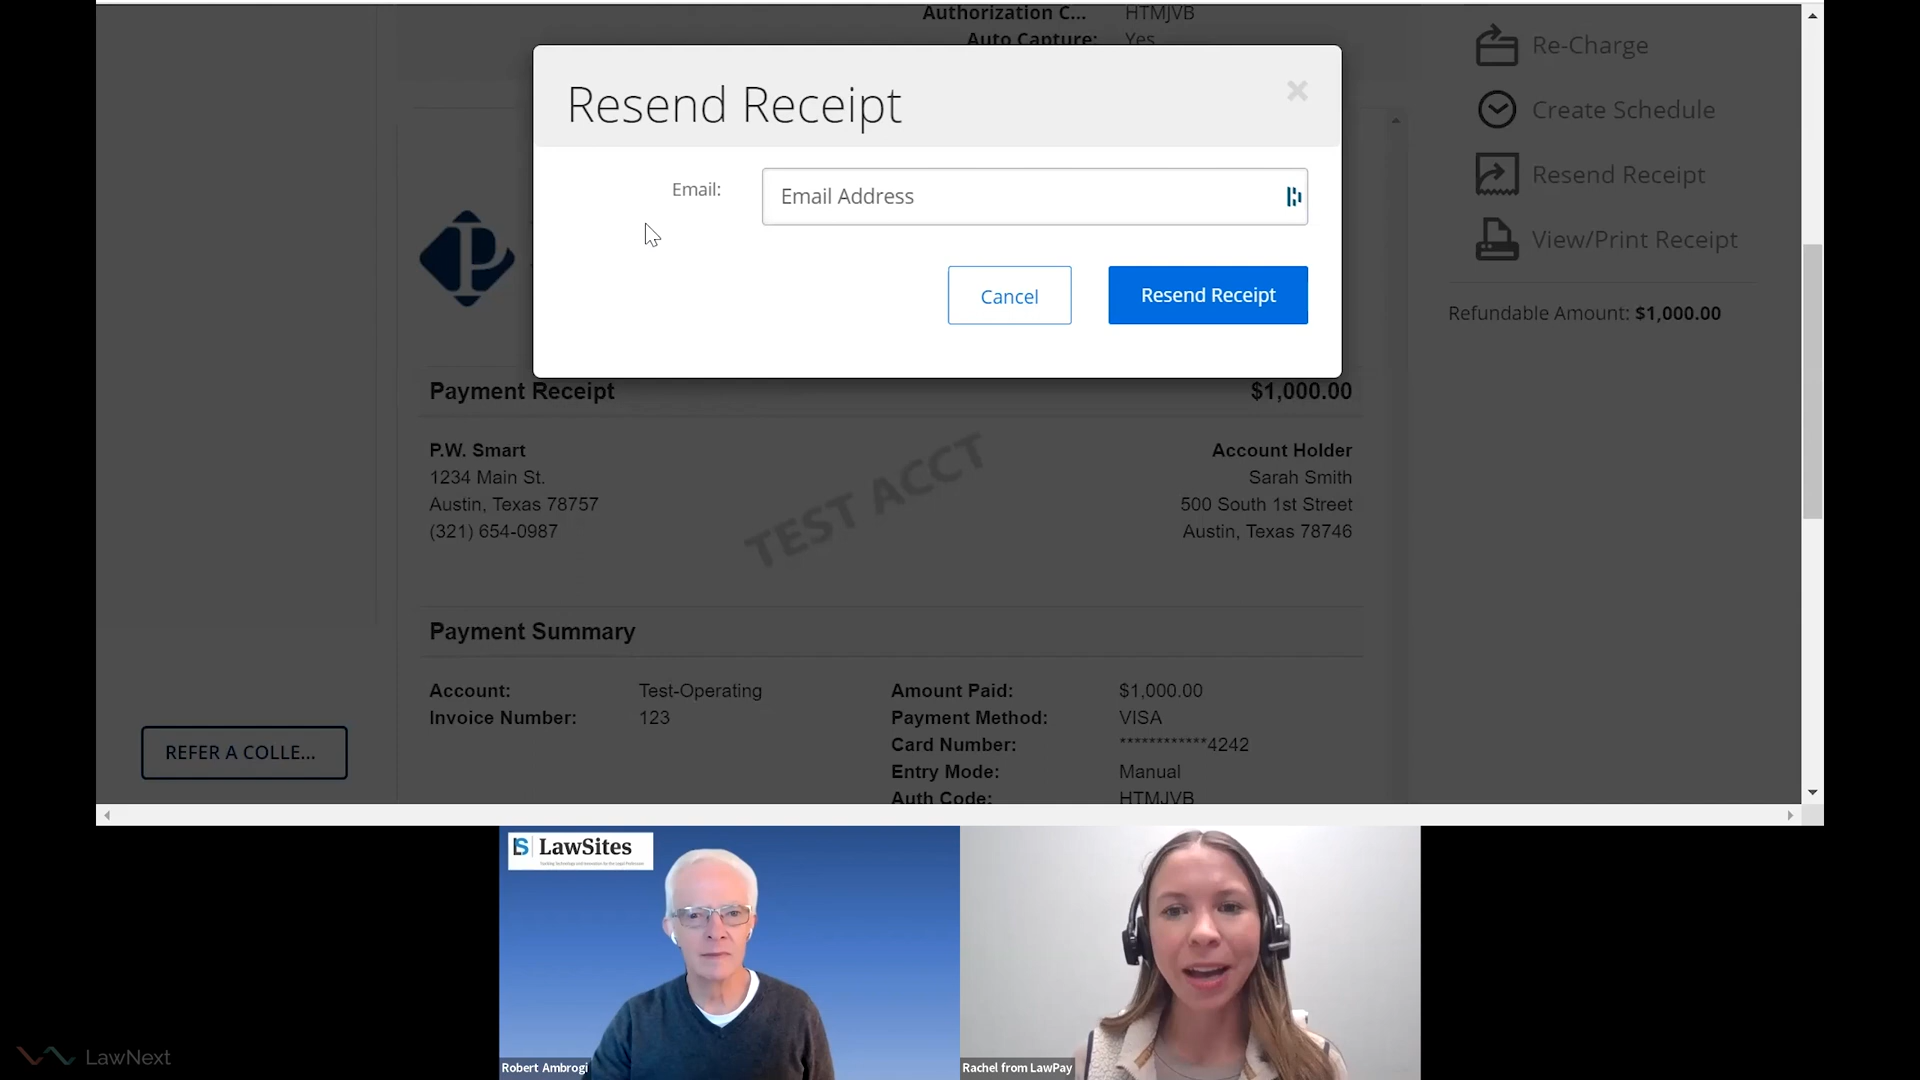 Authorization C... HTMJVB
Auto Capture: Yes
Re-Charge
Create Schedule
Resend Receipt
View/Print Receipt
Refundable Amount: $1,000.00
Resend Receipt
×
Email: Email Address
Cancel
Resend Receipt
P
Payment Receipt $1,000.00
P.W. Smart
1234 Main St.
Austin, Texas 78757
(321) 654-0987
Account Holder
Sarah Smith
500 South 1st Street
Austin, Texas 78746
TEST ACCT
Payment Summary
Account: Test-Operating
Invoice Number: 123
Amount Paid: $1,000.00
Payment Method: VISA
Card Number: ************4242
Entry Mode: Manual
Auth Code: HTMJVB
REFER A COLLE...
LS LawSites
Robert Ambrogi
Rachel from LawPay
LawNext